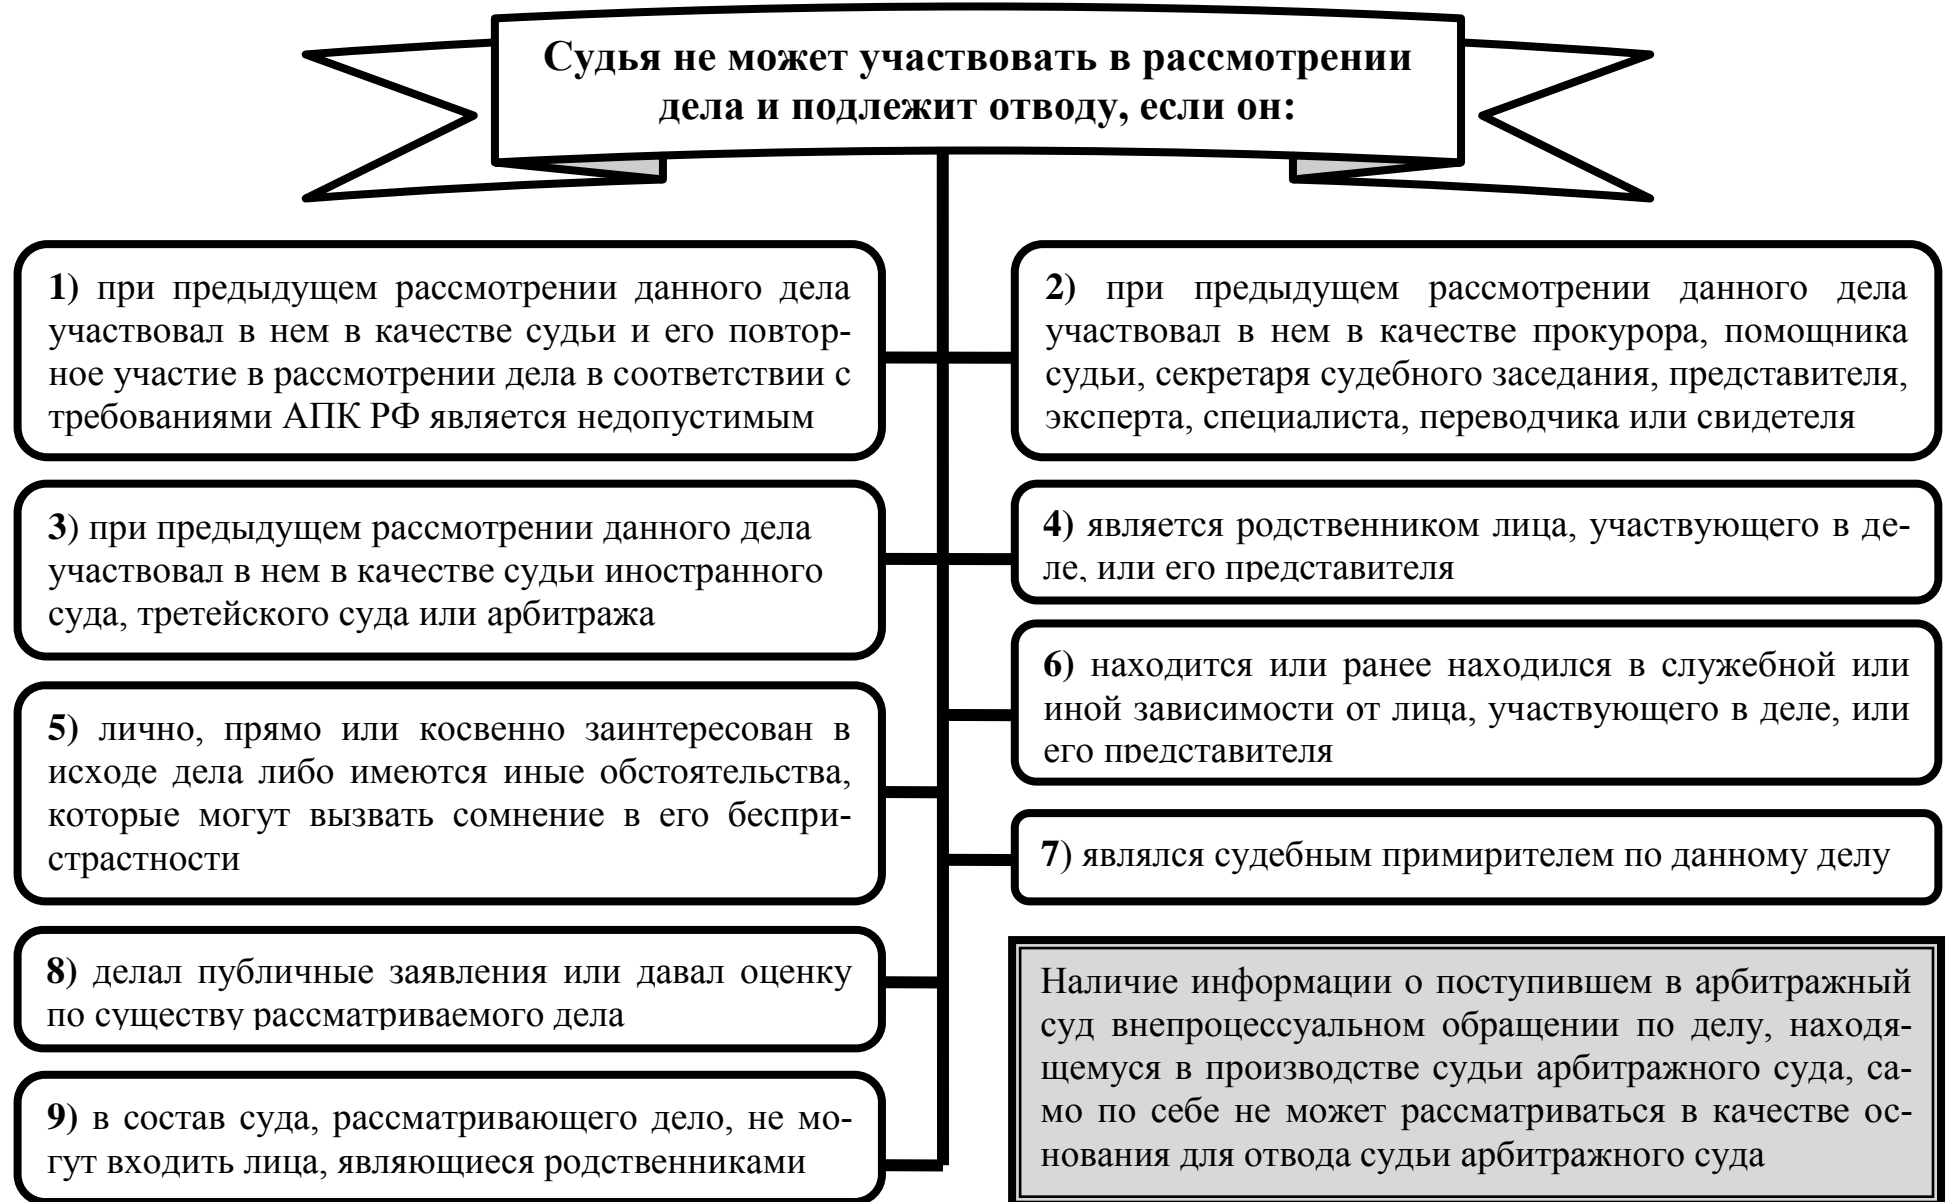 Судья не может участвовать в рассмотрении
дела и подлежит отводу, если он:
1) при предыдущем рассмотрении данного дела
участвовал в нем в качестве судьи и его повтор-
ное участие в рассмотрении дела в соответствии с
требованиями АПК РФ является недопустимым
2) при предыдущем рассмотрении данного дела
участвовал в нем в качестве прокурора, помощника
судьи, секретаря судебного заседания, представителя,
эксперта, специалиста, переводчика или свидетеля
3) при предыдущем рассмотрении данного дела
участвовал в нем в качестве судьи иностранного
суда, третейского суда или арбитража
4) является родственником лица, участвующего в де-
ле, или его представителя
5) лично, прямо или косвенно заинтересован в
исходе дела либо имеются иные обстоятельства,
которые могут вызвать сомнение в его беспри-
страстности
6) находится или ранее находился в служебной или
иной зависимости от лица, участвующего в деле, или
его представителя
7) являлся судебным примирителем по данному делу
8) делал публичные заявления или давал оценку
по существу рассматриваемого дела
9) в состав суда, рассматривающего дело, не мо-
гут входить лица, являющиеся родственниками
Наличие информации о поступившем в арбитражный
суд внепроцессуальном обращении по делу, находя-
щемуся в производстве судьи арбитражного суда, са-
мо по себе не может рассматриваться в качестве ос-
нования для отвода судьи арбитражного суда